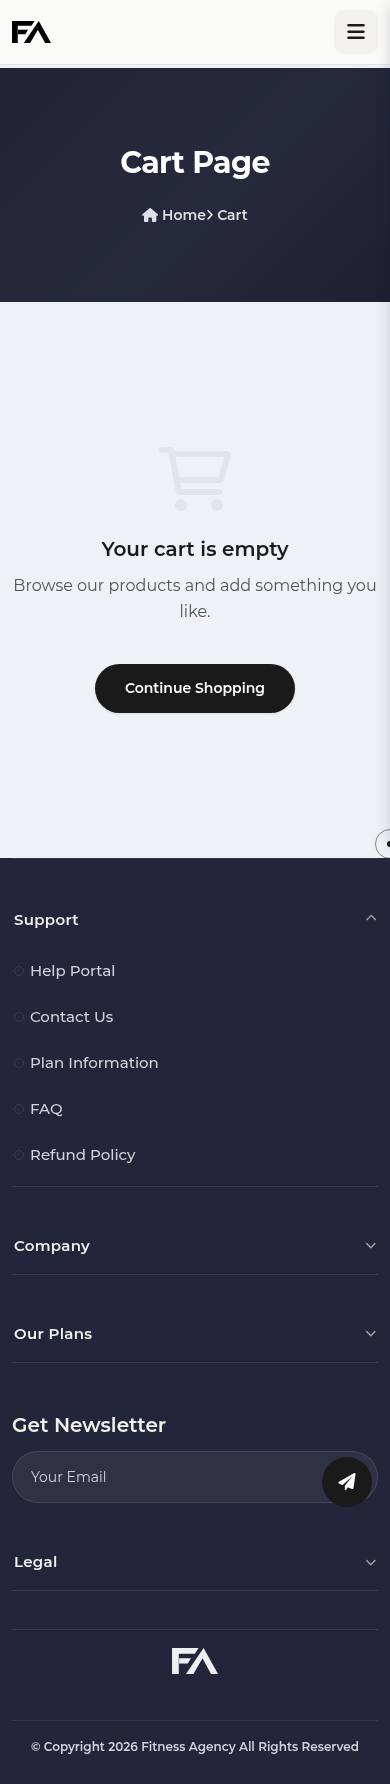 FA
Cart Page
Home > Cart
Your cart is empty
Browse our products and add something you
like.
Continue Shopping
Support
Help Portal
Contact Us
Plan Information
FAQ
Refund Policy
Company
Our Plans
Get Newsletter
Your Email
Legal
FA
© Copyright 2026 Fitness Agency All Rights Reserved